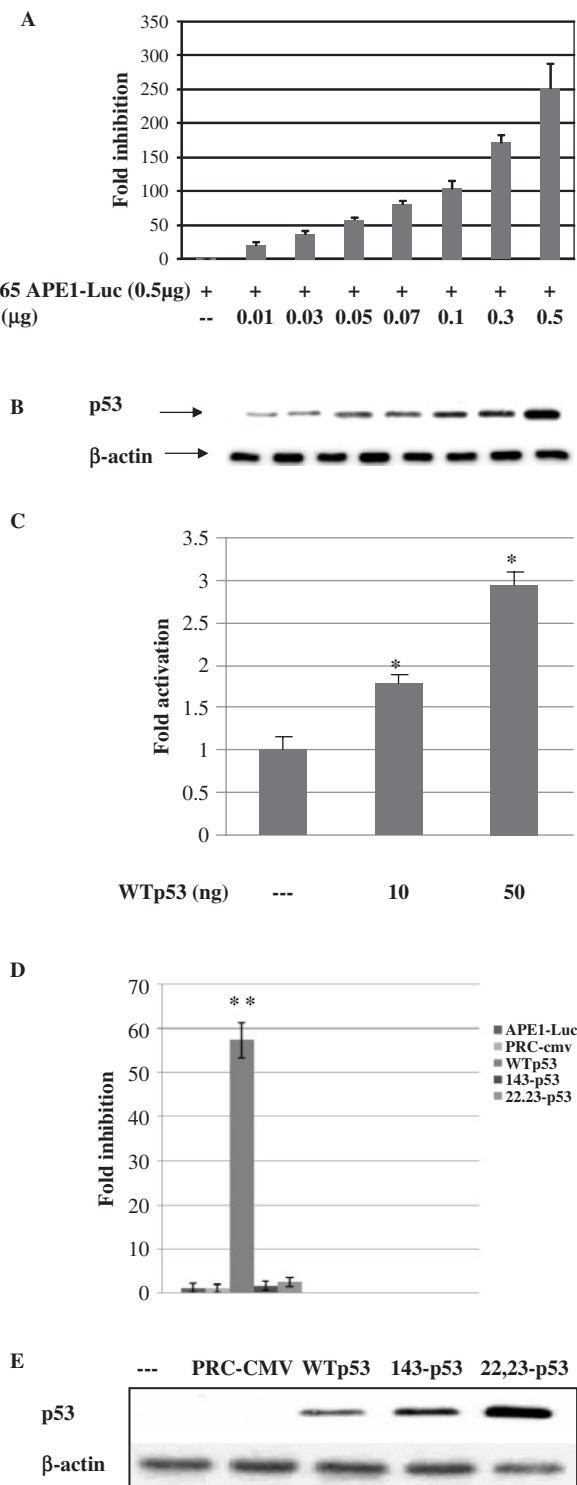 A
350
300
250
200
150
100
50
0
Fold inhibition
65 APE1-Luc (0.5µg) + + + + + + + +
(µg) -- 0.01 0.03 0.05 0.07 0.1 0.3 0.5
B
p53
β-actin
C
3.5
3
2.5
2
1.5
1
0.5
0
Fold activation
*
*
WTp53 (ng) --- 10 50
D
70
60
50
40
30
20
10
0
Fold inhibition
* *
APE1-Luc
PRC-cmv
WTp53
143-p53
22.23-p53
E
--- PRC-CMV WTp53 143-p53 22,23-p53
p53
β-actin